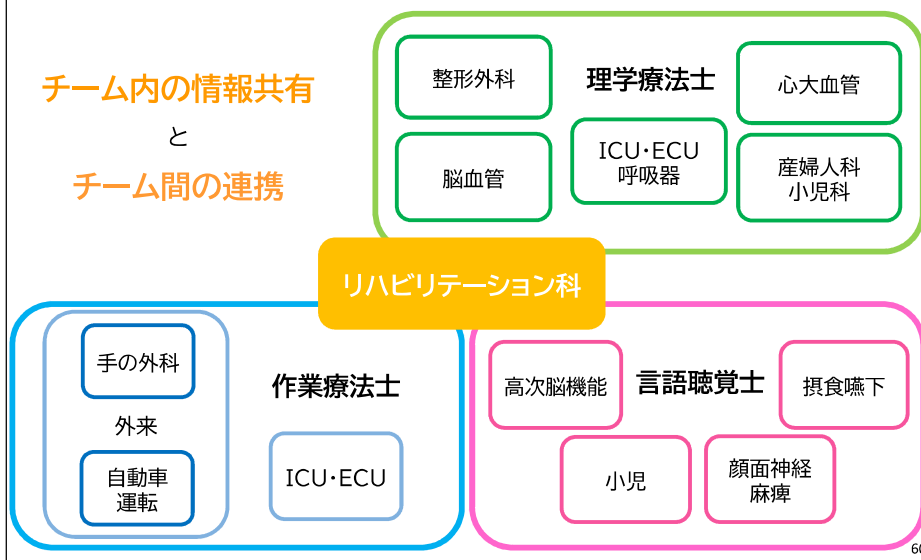 チーム内の情報共有
と
チーム間の連携
理学療法士
整形外科
心大血管
脳血管
ICU・ECU
呼吸器
産婦人科
小児科
リハビリテーション科
作業療法士
手の外科
外来
自動車
運転
ICU・ECU
言語聴覚士
高次脳機能
摂食嚥下
小児
顔面神経
麻痺